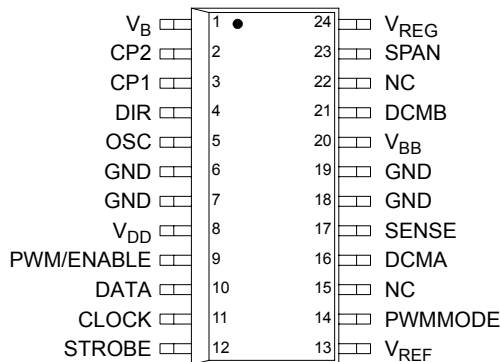 V_B 1 24 V_REG
CP2 2 23 SPAN
CP1 3 22 NC
DIR 4 21 DCMB
OSC 5 20 V_BB
GND 6 19 GND
GND 7 18 GND
V_DD 8 17 SENSE
PWM/ENABLE 9 16 DCMA
DATA 10 15 NC
CLOCK 11 14 PWMMODE
STROBE 12 13 V_REF